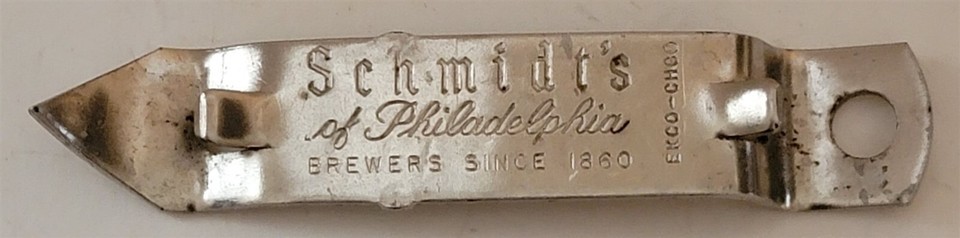 Schmidt's
of Philadelphia
BREWERS SINCE 1860
EKCO-CHGO